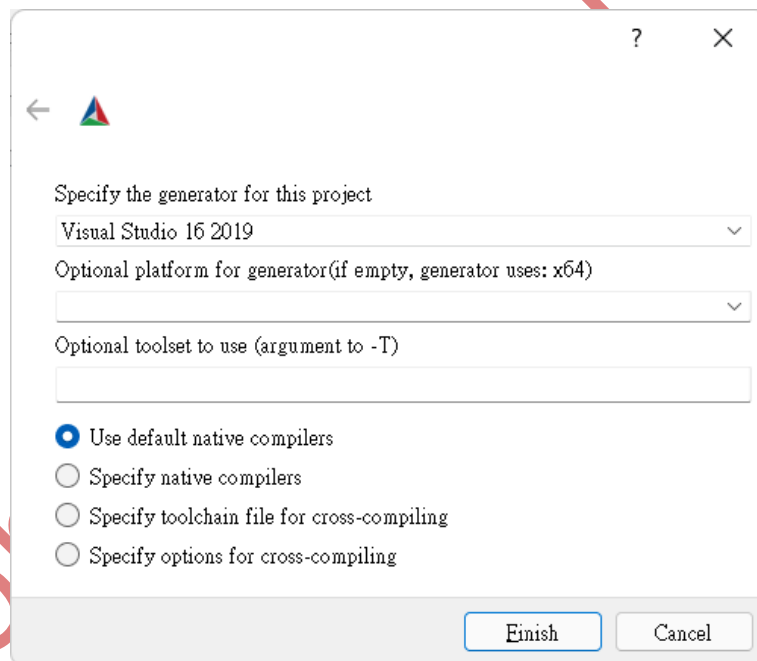 ?
Specify the generator for this project
Visual Studio 16 2019
Optional platform for generator(if empty, generator uses: x64)
Optional toolset to use (argument to -T)
Use default native compilers
Specify native compilers
Specify toolchain file for cross-compiling
Specify options for cross-compiling
Finish Cancel